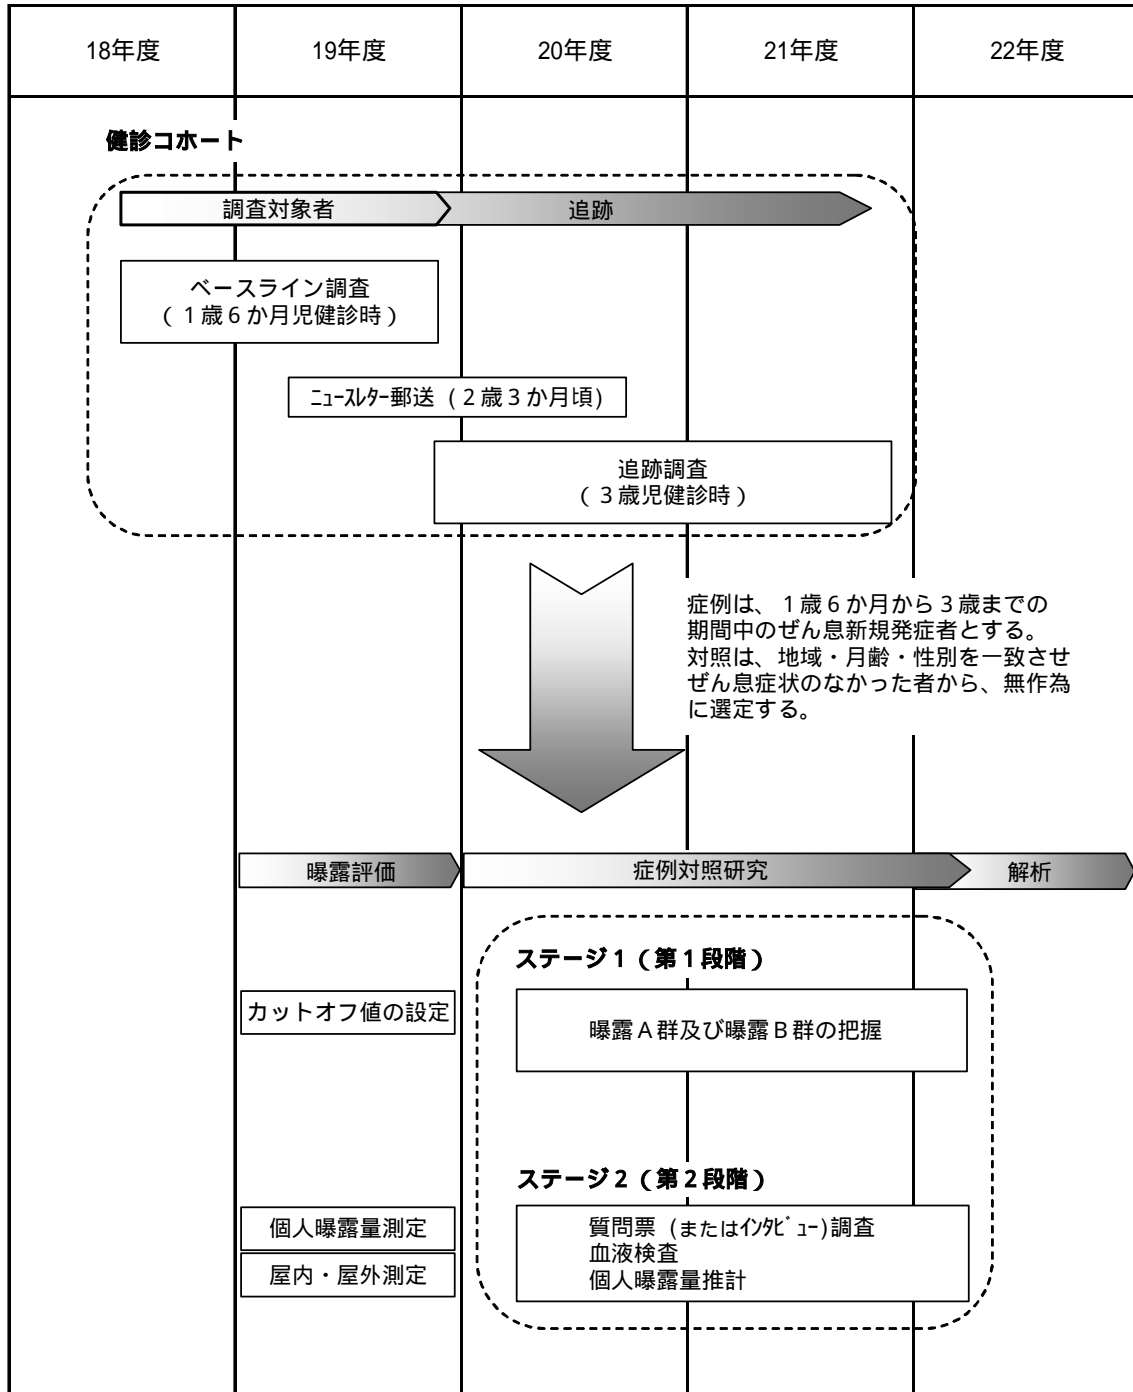 18年度
19年度
20年度
21年度
22年度
健診コホート
調査対象者
追跡
ベースライン調査
(1歳6か月児健診時)
ニュースレター郵送 (2歳3か月頃)
追跡調査
(3歳児健診時)
症例は、1歳6か月から3歳までの
期間中のぜん息新規発症者とする。
対照は、地域・月齢・性別を一致させ
ぜん息症状のなかった者から、無作為
に選定する。
曝露評価
症例対照研究
解析
ステージ1(第1段階)
カットオフ値の設定
曝露A群及び曝露B群の把握
ステージ2(第2段階)
個人曝露量測定
屋内・屋外測定
質問票 (またはインタビュー)調査
血液検査
個人曝露量推計